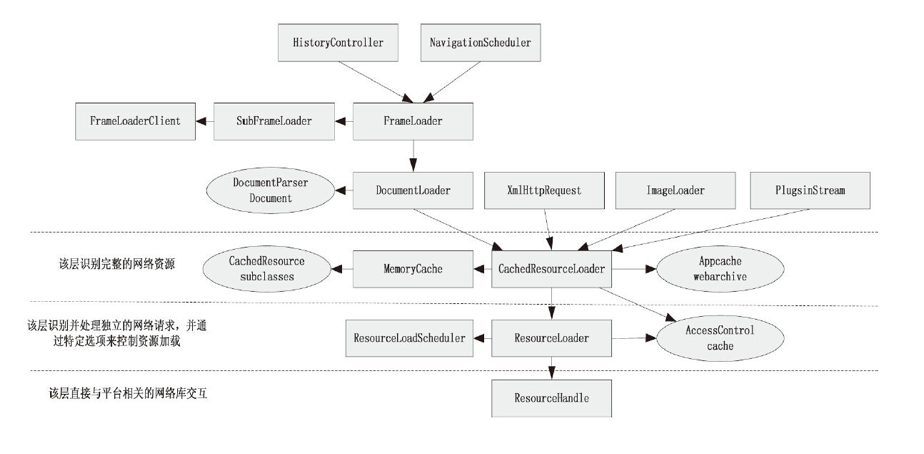 HistoryController
NavigationScheduler
FrameLoaderClient
SubFrameLoader
FrameLoader
DocumentParser
Document
DocumentLoader
XmlHttpRequest
ImageLoader
PlugsinStream
该层识别完整的网络资源
CachedResource
subclasses
MemoryCache
CachedResourceLoader
Appcache
webarchive
该层识别并处理独立的网络请求，并通
过特定选项来控制资源加载
ResourceLoadScheduler
ResourceLoader
AccessControl
cache
该层直接与平台相关的网络库交互
ResourceHandle